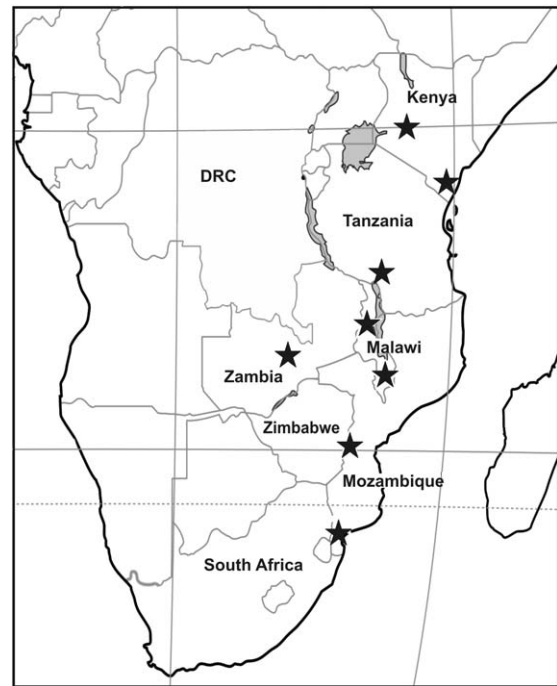 Kenya
DRC
Tanzania
Malawi
Zambia
Zimbabwe
Mozambique
South Africa